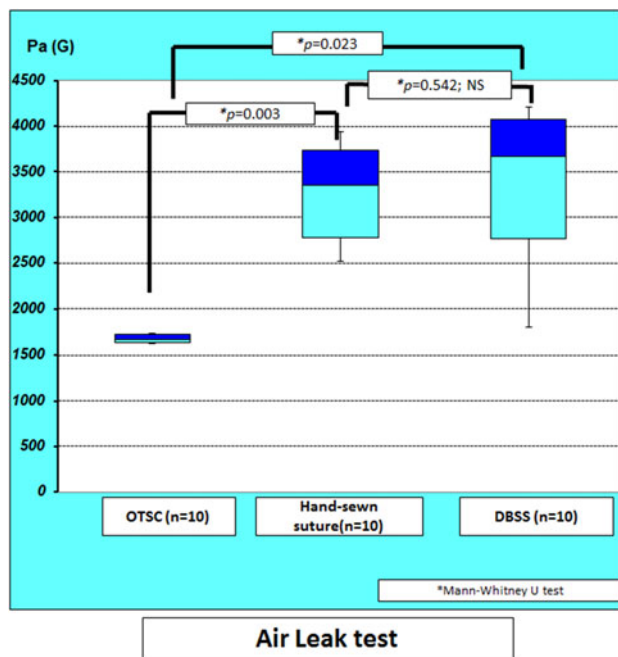 Pa (G)
*p=0.023
*p=0.542; NS
*p=0.003
4500
4000
3500
3000
2500
2000
1500
1000
500
0
OTSC (n=10)
Hand-sewn
suture(n=10)
DBSS (n=10)
*Mann-Whitney U test
Air Leak test